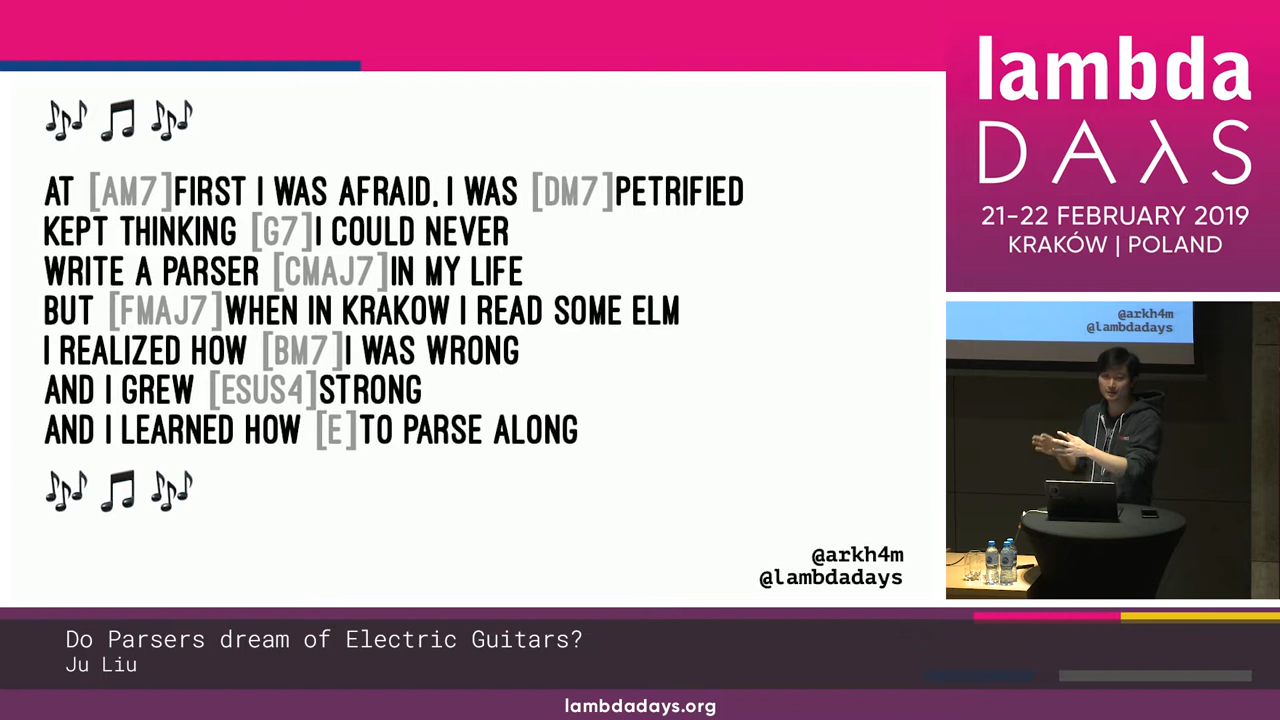 AT [AM7]FIRST I WAS AFRAID, I WAS [DM7]PETRIFIED
KEPT THINKING [G7]I COULD NEVER
WRITE A PARSER [CMAJ7]IN MY LIFE
BUT [FMAJ7]WHEN IN KRAKOW I READ SOME ELM
I REALIZED HOW [BM7]I WAS WRONG
AND I GREW [ESUS4]STRONG
AND I LEARNED HOW [E]TO PARSE ALONG
@arkh4m
@lambdadays
lambda
DAλS
21-22 FEBRUARY 2019
KRAKÓW | POLAND
@arkh4m
@lambdadays
Do Parsers dream of Electric Guitars?
Ju Liu
lambdadays.org